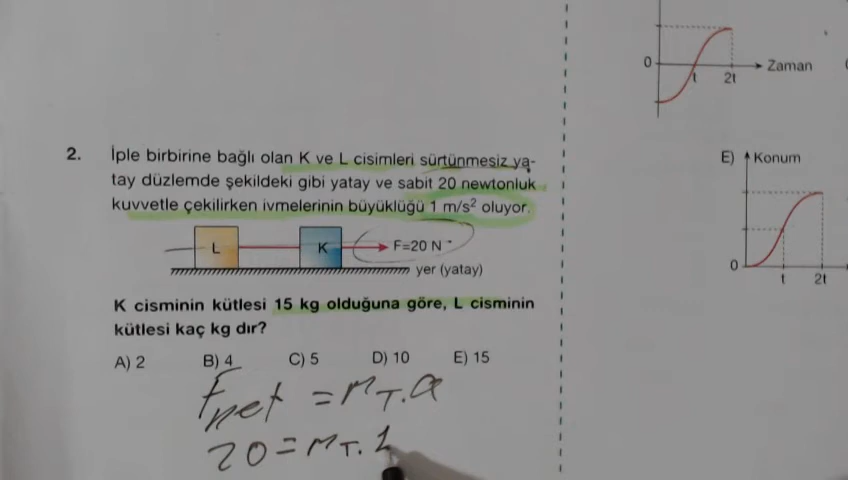 0
t
2t
Zaman
2. İple birbirine bağlı olan K ve L cisimleri sürtünmesiz ya-
tay düzlemde şekildeki gibi yatay ve sabit 20 newtonluk
kuvvetle çekilirken ivmelerinin büyüklüğü 1 m/s² oluyor.
L
K
F=20 N
yer (yatay)
K cisminin kütlesi 15 kg olduğuna göre, L cisminin
kütlesi kaç kg dır?
A) 2 B) 4 C) 5 D) 10 E) 15
Fnet = mT.a
20 = mT.1
E) Konum
0
t
2t